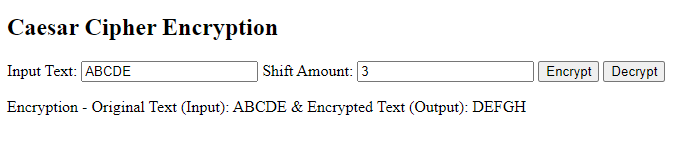 Caesar Cipher Encryption
Input Text: ABCDE Shift Amount: 3 Encrypt Decrypt
Encryption - Original Text (Input): ABCDE & Encrypted Text (Output): DEFGH